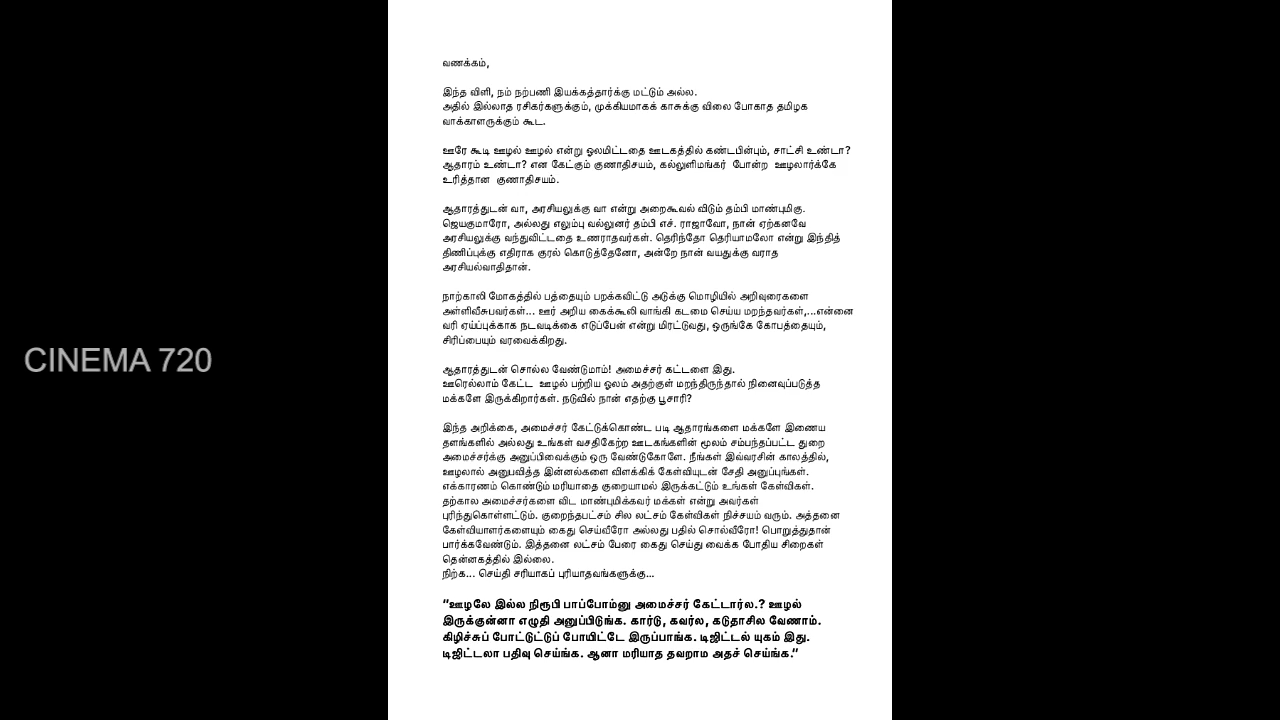 வணக்கம்,
இந்த விளி, நம் நற்பணி இயக்கத்தார்க்கு மட்டும் அல்ல.
அதில் இல்லாத ரசிகர்களுக்கும், முக்கியமாகக் காசுக்கு விலை போகாத தமிழக
வாக்காளருக்கும் கூட.
ஊரே கூடி ஊழல் ஊழல் என்று ஓலமிட்டதை ஊடகத்தில் கண்டபின்பும், சாட்சி உண்டா?
ஆதாரம் உண்டா? என கேட்கும் குணாதிசயம், கல்லுளிமங்கர் போன்ற ஊழலார்க்கே
உரித்தான குணாதிசயம்.
ஆதாரத்துடன் வா, அரசியலுக்கு வா என்று அறைகூவல் விடும் தம்பி மாண்புமிகு.
ஜெயகுமாரோ, அல்லது எலும்பு வல்லுனர் தம்பி எச். ராஜாவோ, நான் ஏற்கனவே
அரசியலுக்கு வந்துவிட்டதை உணராதவர்கள். தெரிந்தோ தெரியாமலோ என்று இந்தித்
திணிப்புக்கு எதிராக குரல் கொடுத்தேனோ, அன்றே நான் வயதுக்கு வராத
அரசியல்வாதிதான்.
நாற்காலி மோகத்தில் பத்தையும் பறக்கவிட்டு அடுக்கு மொழியில் அறிவுரைகளை
அள்ளிவீசுபவர்கள்... ஊர் அறிய கைக்கூலி வாங்கி கடமை செய்ய மறந்தவர்கள்,...என்னை
வரி ஏய்ப்புக்காக நடவடிக்கை எடுப்பேன் என்று மிரட்டுவது, ஒருங்கே கோபத்தையும்,
சிரிப்பையும் வரவைக்கிறது.
ஆதாரத்துடன் சொல்ல வேண்டுமாம்! அமைச்சர் கட்டளை இது.
ஊரெல்லாம் கேட்ட ஊழல் பற்றிய ஓலம் அதற்குள் மறந்திருந்தால் நினைவுப்படுத்த
மக்களே இருக்கிறார்கள். நடுவில் நான் எதற்கு பூசாரி?
இந்த அறிக்கை, அமைச்சர் கேட்டுக்கொண்ட படி ஆதாரங்களை மக்களே இணைய
தளங்களில் அல்லது உங்கள் வசதிகேற்ற ஊடகங்களின் மூலம் சம்பந்தப்பட்ட துறை
அமைச்சர்க்கு அனுப்பிவைக்கும் ஒரு வேண்டுகோளே. நீங்கள் இவ்வரசின் காலத்தில்,
ஊழலால் அனுபவித்த இன்னல்களை விளக்கிக் கேள்வியுடன் சேதி அனுப்புங்கள்.
எக்காரணம் கொண்டும் மரியாதை குறையாமல் இருக்கட்டும் உங்கள் கேள்விகள்.
தற்கால அமைச்சர்களை விட மாண்புமிக்கவர் மக்கள் என்று அவர்கள்
புரிந்துகொள்ளட்டும். குறைந்தபட்சம் சில லட்சம் கேள்விகள் நிச்சயம் வரும். அத்தனை
கேள்வியாளர்களையும் கைது செய்வீரோ அல்லது பதில் சொல்வீரோ! பொறுத்துதான்
பார்க்கவேண்டும். இத்தனை லட்சம் பேரை கைது செய்து வைக்க போதிய சிறைகள்
தென்னகத்தில் இல்லை.
நிற்க... செய்தி சரியாகப் புரியாதவங்களுக்கு...
“ஊழலே இல்ல நிரூபி பாப்போம்னு அமைச்சர் கேட்டார்ல.? ஊழல்
இருக்குன்னா எழுதி அனுப்பிடுங்க. கார்டு, கவர்ல, கடுதாசில வேணாம்.
கிழிச்சுப் போட்டுட்டுப் போயிட்டே இருப்பாங்க. டிஜிட்டல் யுகம் இது.
டிஜிட்டலா பதிவு செய்ங்க. ஆனா மரியாத தவறாம அதச் செய்ங்க.”
CINEMA 720